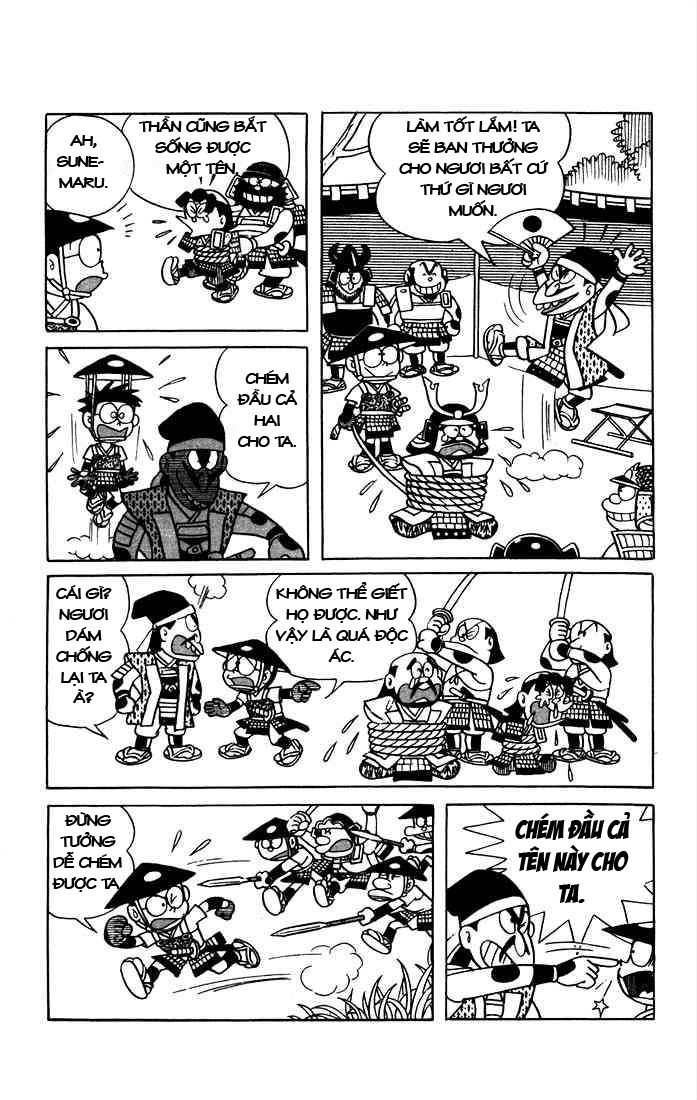 LÀM TỐT LẮM! TA
SẼ BAN THƯỞNG
CHO NGƯƠI BẤT CỨ
THỨ GÌ NGƯƠI
MUỐN.
THẦN CŨNG BẮT
SỐNG ĐƯỢC
MỘT TÊN.
AH,
SUNE-
MARU.
CHÉM
ĐẦU CẢ
HAI
CHO TA.
CÁI GÌ?
NGƯƠI
DÁM
CHỐNG
LẠI TA
À?
KHÔNG THỂ GIẾT
HỌ ĐƯỢC. NHƯ
VẬY LÀ QUÁ ĐỘC
ÁC.
CHÉM ĐẦU CẢ
TÊN NÀY CHO
TA.
ĐỪNG
TƯỞNG
DỄ CHÉM
ĐƯỢC TA